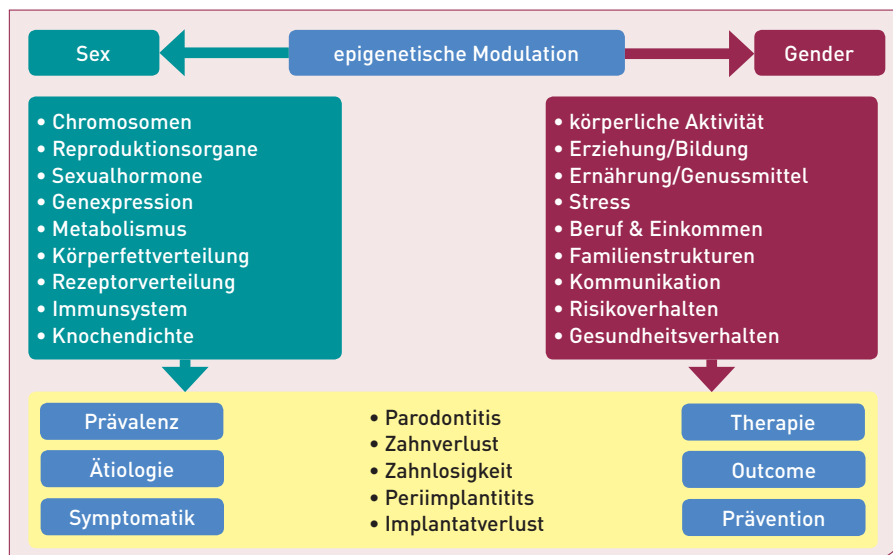 Sex
epigenetische Modulation
Gender
• Chromosomen
• Reproduktionsorgane
• Sexualhormone
• Genexpression
• Metabolismus
• Körperfettverteilung
• Rezeptorverteilung
• Immunsystem
• Knochendichte
• körperliche Aktivität
• Erziehung/Bildung
• Ernährung/Genussmittel
• Stress
• Beruf & Einkommen
• Familienstrukturen
• Kommunikation
• Risikoverhalten
• Gesundheitsverhalten
Prävalenz
Ätiologie
Symptomatik
• Parodontitis
• Zahnverlust
• Zahnlosigkeit
• Periimplantitits
• Implantatverlust
Therapie
Outcome
Prävention